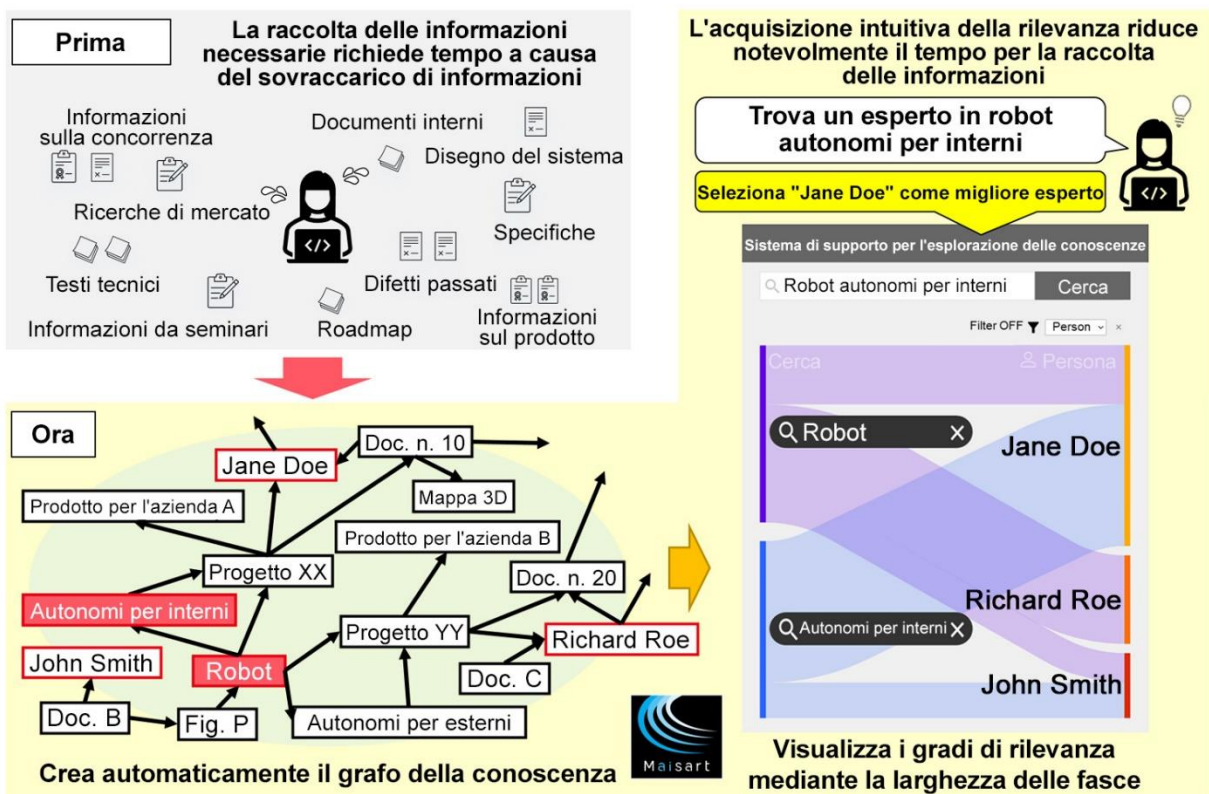 Prima
La raccolta delle informazioni
necessarie richiede tempo a causa
del sovraccarico di informazioni
Informazioni
sulla concorrenza
Documenti interni
Disegno del sistema
Ricerche di mercato
Specifiche
Testi tecnici
Difetti passati
Informazioni da seminari
Roadmap
Informazioni
sul prodotto
Ora
Jane Doe
Doc. n. 10
Prodotto per l'azienda A
Mappa 3D
Prodotto per l'azienda B
Progetto XX
Doc. n. 20
Autonomi per interni
Progetto YY
Richard Roe
John Smith
Robot
Doc. C
Doc. B
Fig. P
Autonomi per esterni
Maisart
Crea automaticamente il grafo della conoscenza
L'acquisizione intuitiva della rilevanza riduce
notevolmente il tempo per la raccolta
delle informazioni
Trova un esperto in robot
autonomi per interni
Seleziona "Jane Doe" come migliore esperto
Sistema di supporto per l'esplorazione delle conoscenze
Robot autonomi per interni
Cerca
Filter OFF
Person
Cerca
Persona
Robot
Jane Doe
Richard Roe
Autonomi per interni
John Smith
Visualizza i gradi di rilevanza
mediante la larghezza delle fasce